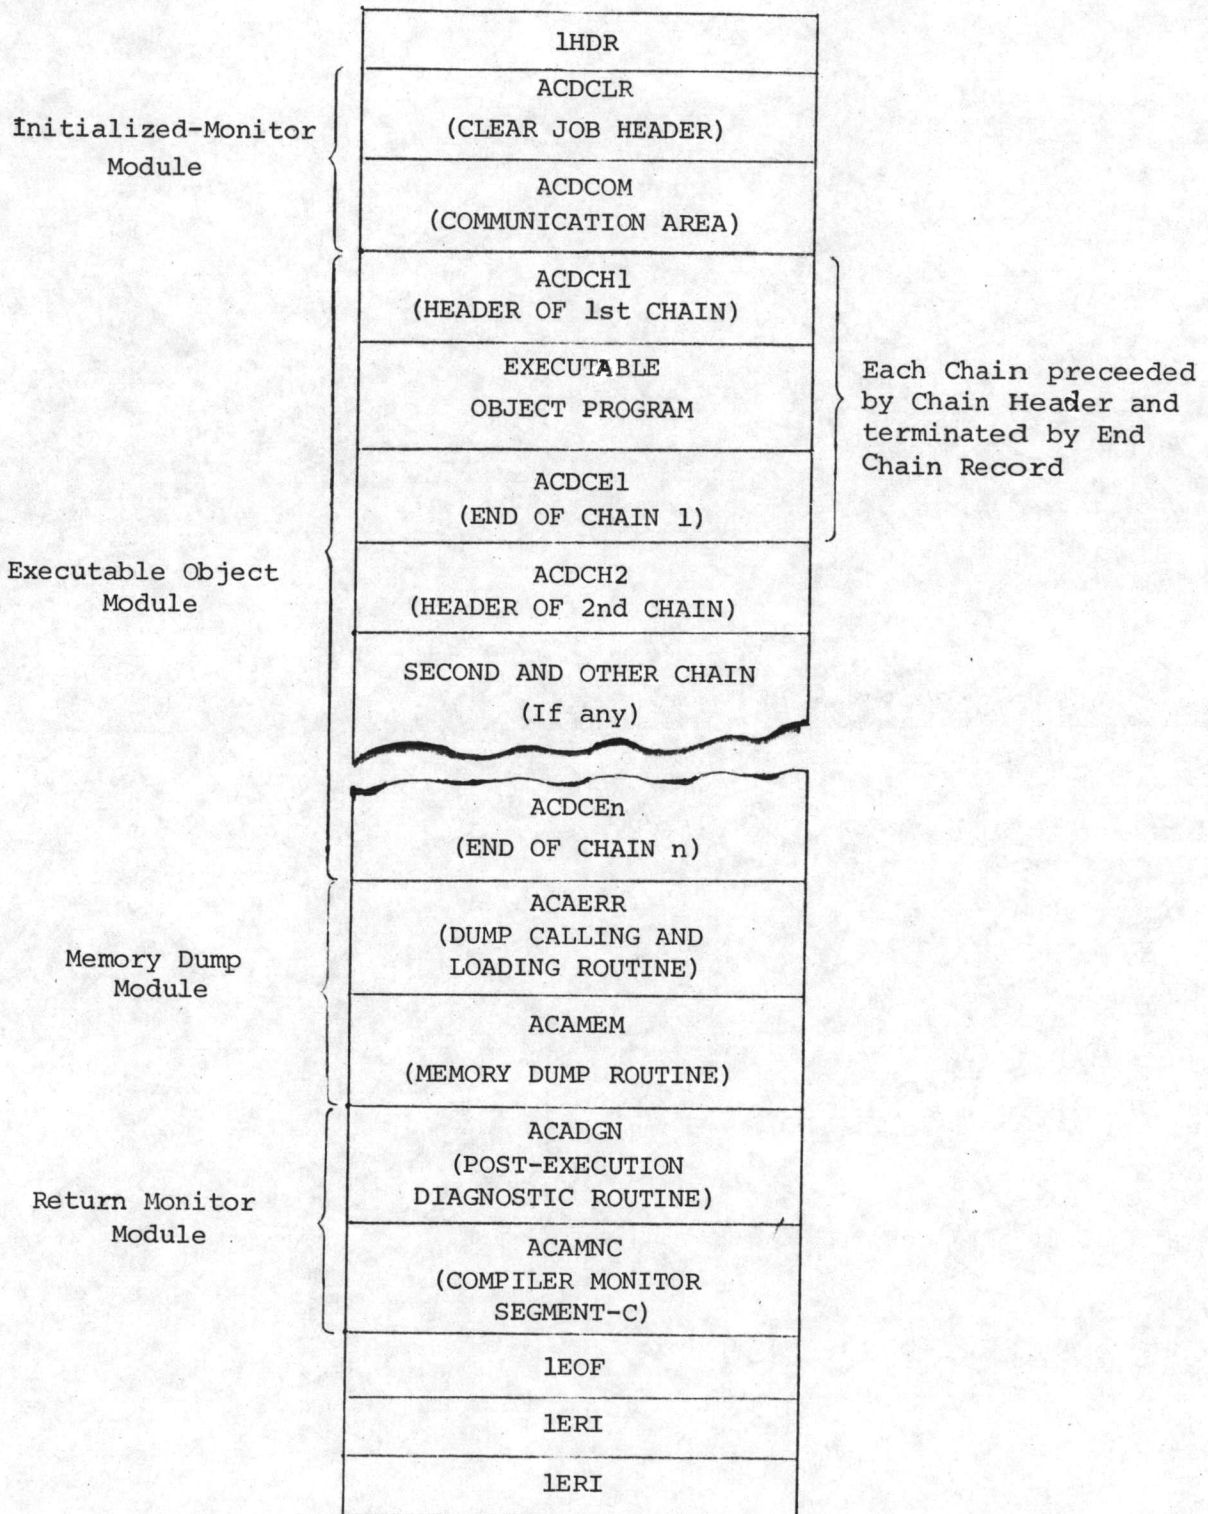 1HDR
ACDCLR
(CLEAR JOB HEADER)
Initialized-Monitor
Module
ACDCOM
(COMMUNICATION AREA)
ACDCH1
(HEADER OF 1st CHAIN)
EXECUTABLE
OBJECT PROGRAM
Each Chain preceeded
by Chain Header and
terminated by End
Chain Record
ACDCE1
(END OF CHAIN 1)
Executable Object
Module
ACDCH2
(HEADER OF 2nd CHAIN)
SECOND AND OTHER CHAIN
(If any)
ACDCEn
(END OF CHAIN n)
ACAERR
(DUMP CALLING AND
LOADING ROUTINE)
Memory Dump
Module
ACAMEM
(MEMORY DUMP ROUTINE)
ACADGN
(POST-EXECUTION
DIAGNOSTIC ROUTINE)
Return Monitor
Module
ACAMNC
(COMPILER MONITOR
SEGMENT-C)
1EOF
1ERI
1ERI